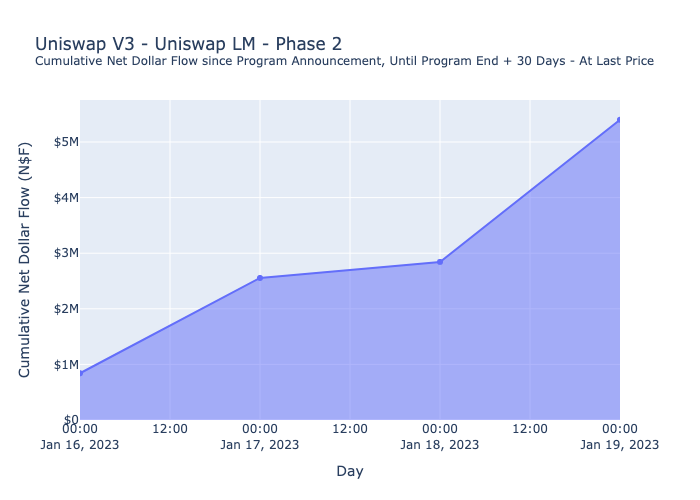 Uniswap V3 - Uniswap LM - Phase 2
Cumulative Net Dollar Flow since Program Announcement, Until Program End + 30 Days - At Last Price
Cumulative Net Dollar Flow (N$F)
$5M
$4M
$3M
$2M
$1M
$0
00:00 12:00 00:00 12:00 00:00 12:00 00:00
Jan 16, 2023 Jan 17, 2023 Jan 18, 2023 Jan 19, 2023
Day